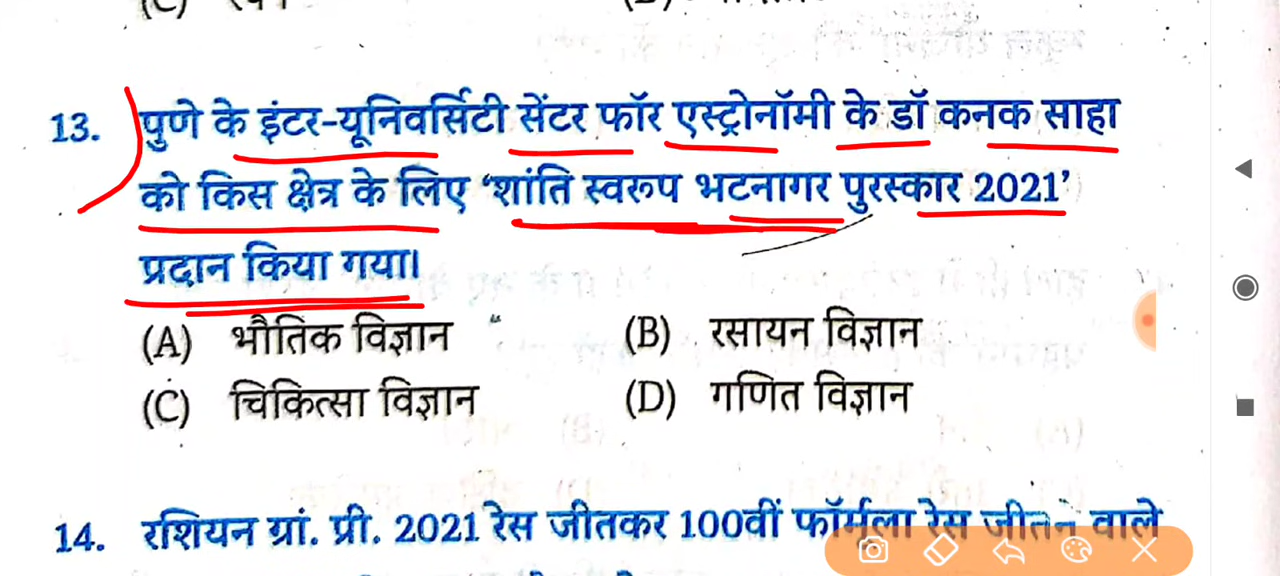 13. पुणे के इंटर-यूनिवर्सिटी सेंटर फॉर एस्ट्रोनॉमी के डॉ कनक साहा
को किस क्षेत्र के लिए ‘शांति स्वरूप भटनागर पुरस्कार 2021’
प्रदान किया गया।
(A) भौतिक विज्ञान (B) रसायन विज्ञान
(C) चिकित्सा विज्ञान (D) गणित विज्ञान
14. रशियन ग्रां. प्री. 2021 रेस जीतकर 100वीं फॉर्मूला रेस जीतने वाले